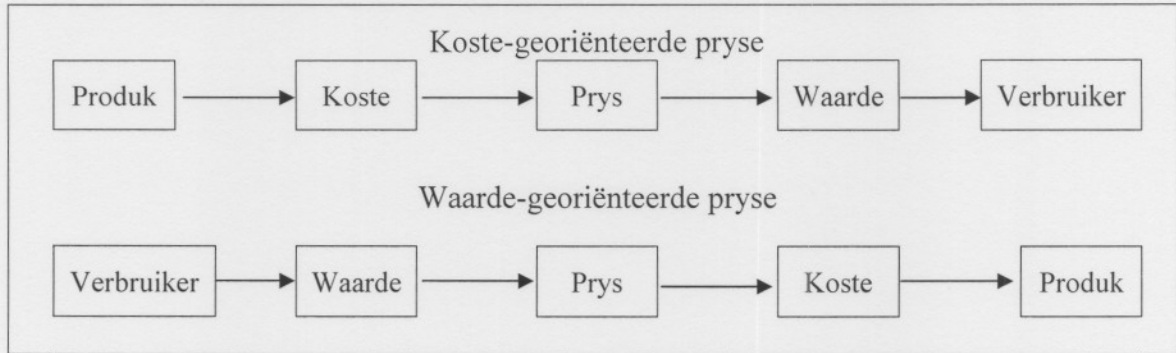 Koste-georiënteerde pryse
Produk Koste Prys Waarde Verbruiker
Waarde-georiënteerde pryse
Verbruiker Waarde Prys Koste Produk